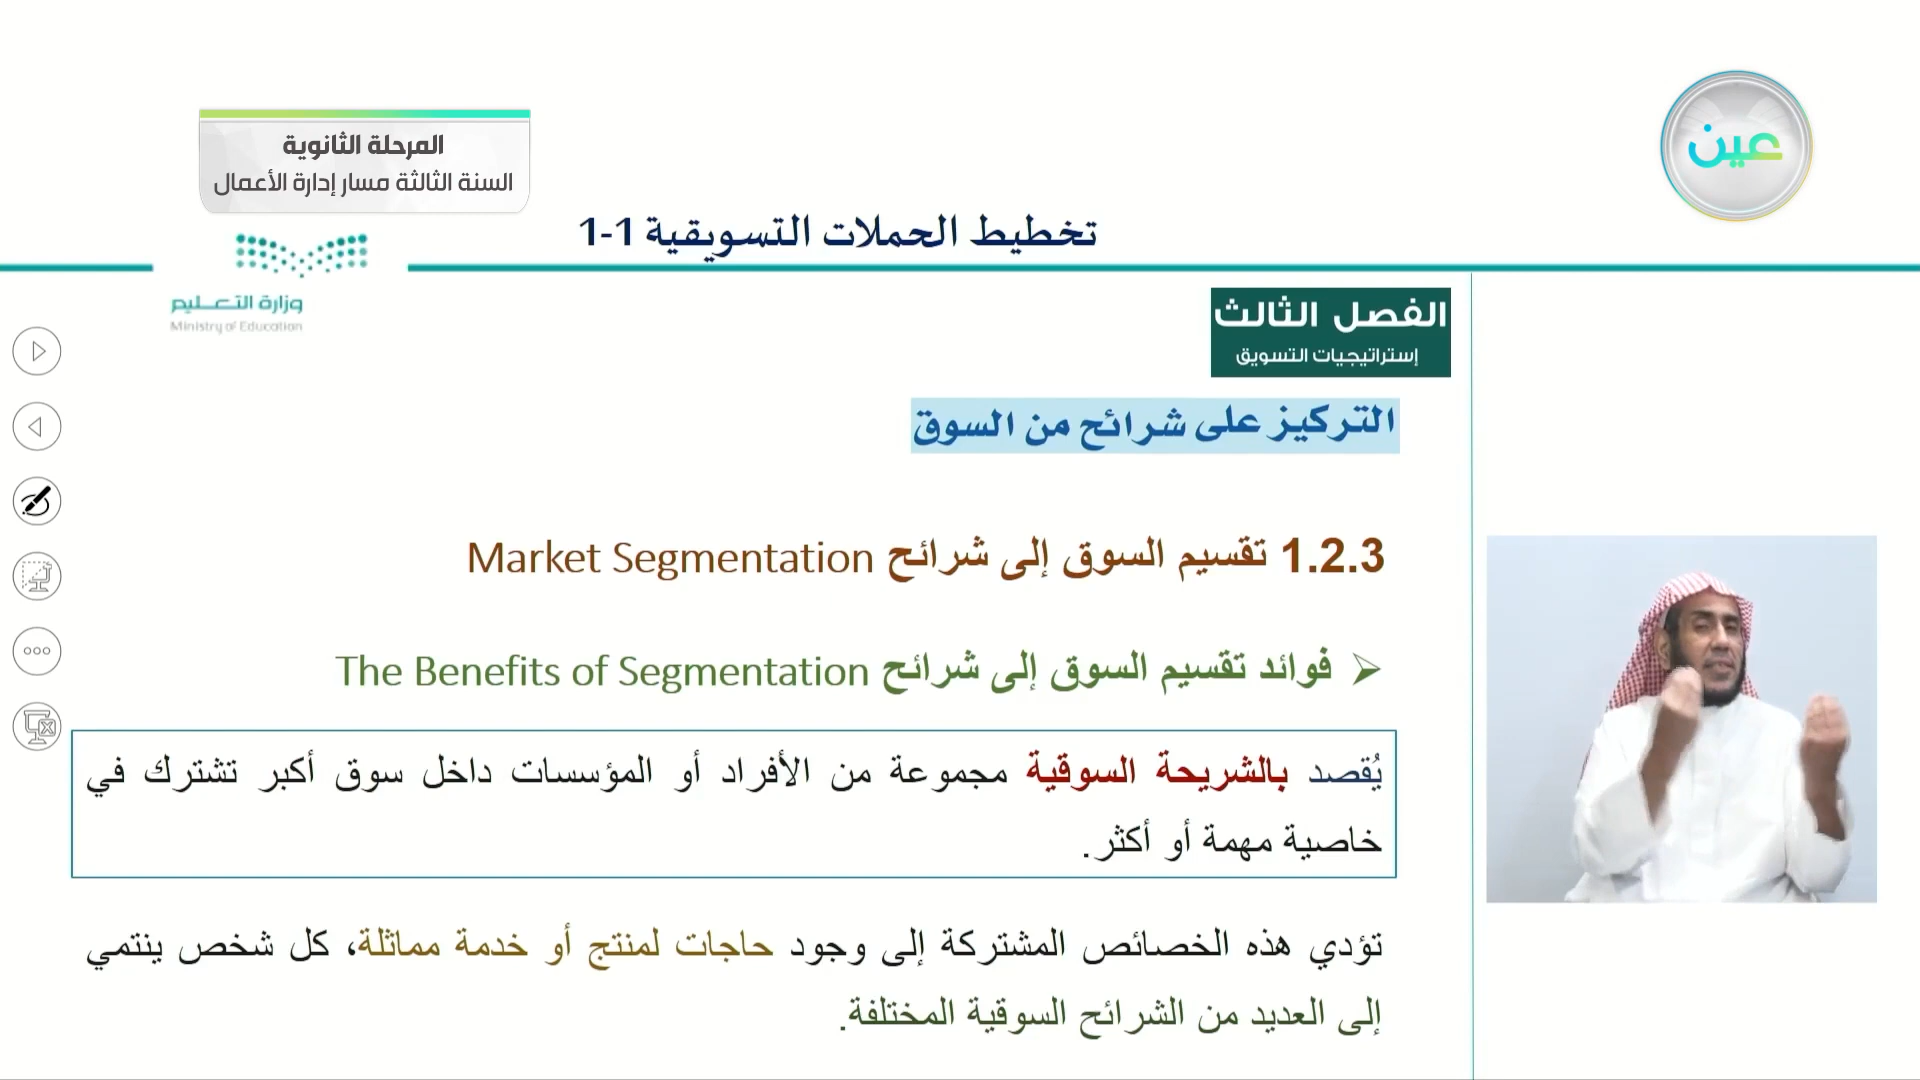 المرحلة الثانوية
السنة الثالثة مسار إدارة الأعمال
عين
تخطيط الحملات التسويقية 1-1
وزارة التعليم
Ministry of Education
الفصل الثالث
إستراتيجيات التسويق
التركيز على شرائح من السوق
1.2.3 تقسيم السوق إلى شرائح Market Segmentation
فوائد تقسيم السوق إلى شرائح The Benefits of Segmentation
يُقصد بالشريحة السوقية مجموعة من الأفراد أو المؤسسات داخل سوق أكبر تشترك في
خاصية مهمة أو أكثر.
تؤدي هذه الخصائص المشتركة إلى وجود حاجات لمنتج أو خدمة مماثلة، كل شخص ينتمي
إلى العديد من الشرائح السوقية المختلفة.